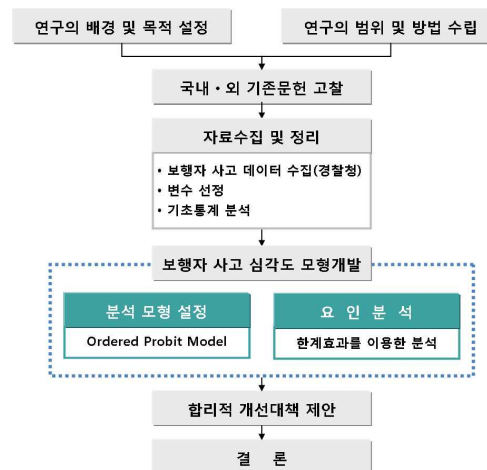 연구의 배경 및 목적 설정
연구의 범위 및 방법 수립
국내·외 기존문헌 고찰
자료수집 및 정리
• 보행자 사고 데이터 수집(경찰청)
• 변수 선정
• 기초통계 분석
보행자 사고 심각도 모형개발
분석 모형 설정
Ordered Probit Model
요 인 분 석
한계효과를 이용한 분석
합리적 개선대책 제안
결 론